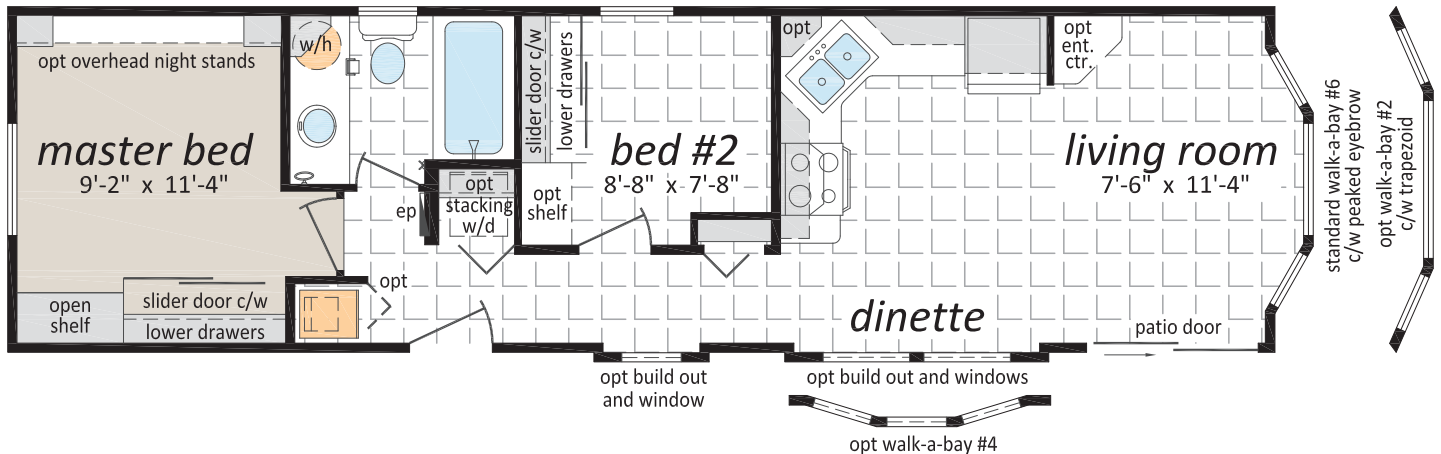 opt overhead night stands
master bed
9'-2" x 11'-4"
open
shelf
slider door c/w
lower drawers
w/h
ep
opt
stacking
w/d
opt
slider door c/w
lower drawers
opt
shelf
bed #2
8'-8" x 7'-8"
opt
opt
ent.
ctr.
living room
7'-6" x 11'-4"
dinette
patio door
opt build out
and window
opt build out and windows
opt walk-a-bay #4
standard walk-a-bay #6
c/w peaked eyebrow
opt walk-a-bay #2
c/w trapezoid